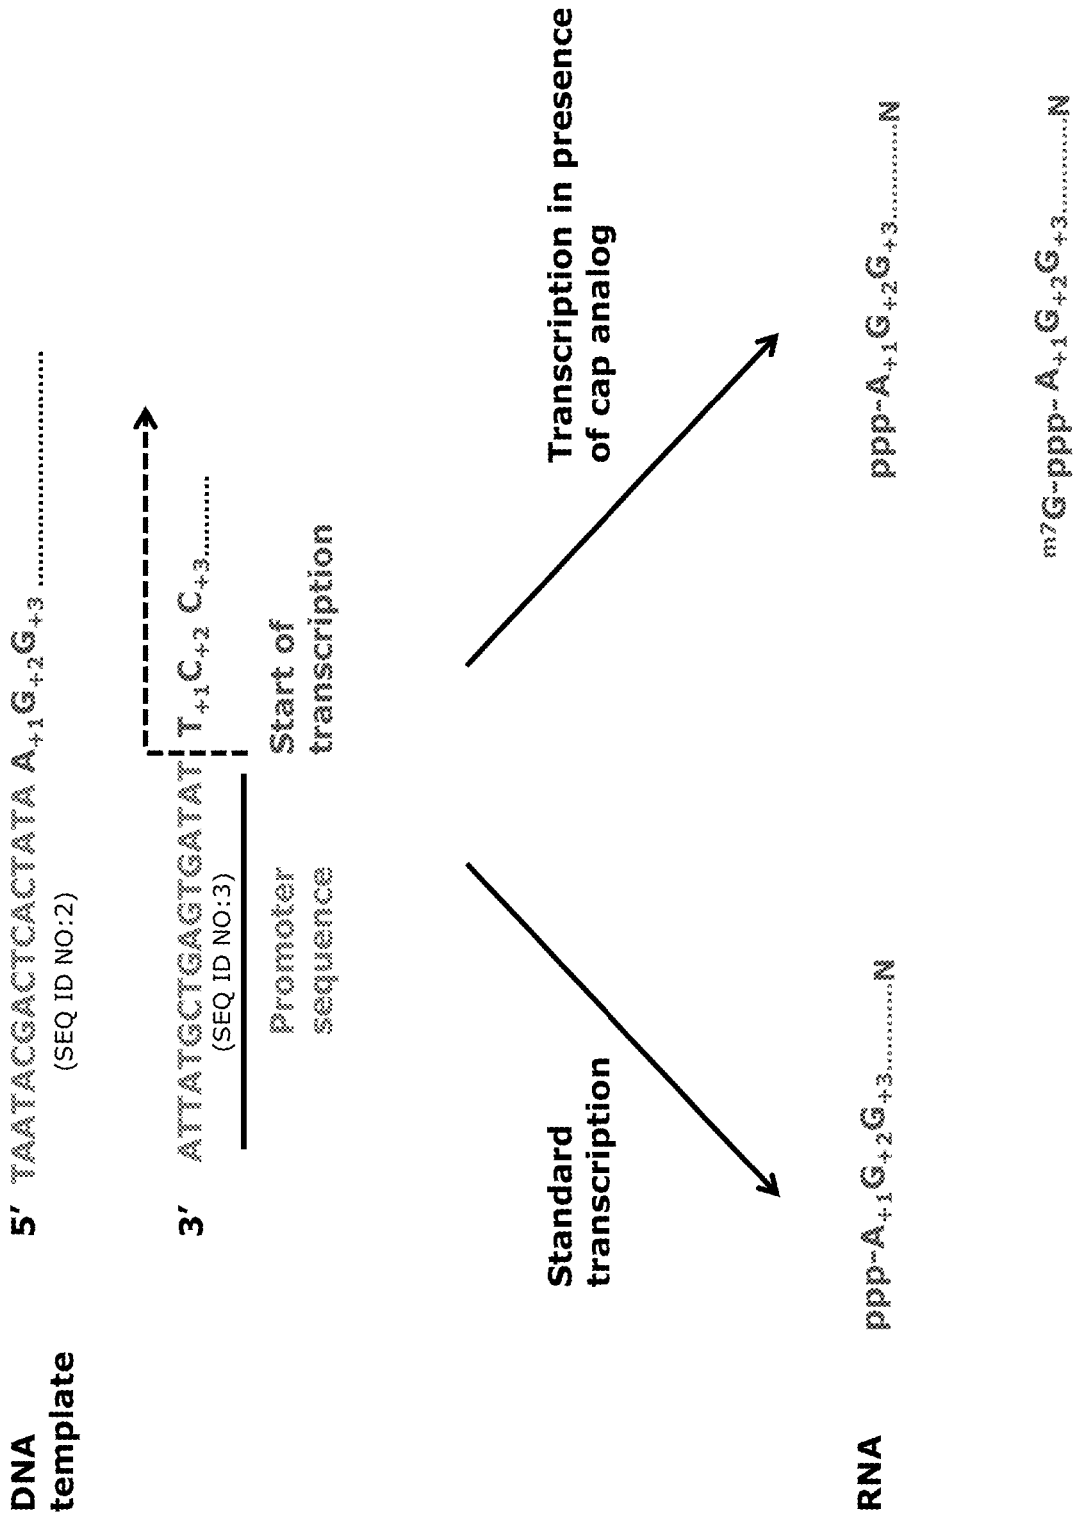 DNA
template
5′ TAATACGACTCACTATA A+1G+2G+3....................
(SEQ ID NO:2)
3′ ATTATGCTGAGTGATAT T+1C+2 C+3.........
(SEQ ID NO:3)
Promoter
sequence
Start of
transcription
Standard
transcription
Transcription in presence
of cap analog
RNA
ppp-A+1G+2G+3............N
ppp-A+1G+2G+3............N
m7G-ppp-A+1G+2G+3............N